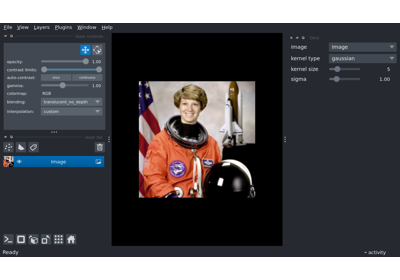 File View Layers Plugins Window Help
opacity: 1.00
contrast limits:
auto-contrast: once continuous
gamma: 1.00
colormap: RGB
blending: translucent_no_depth
interpolation: custom
Image
image Image
kernel type gaussian
kernel size 5
sigma 1.00
Ready
activity